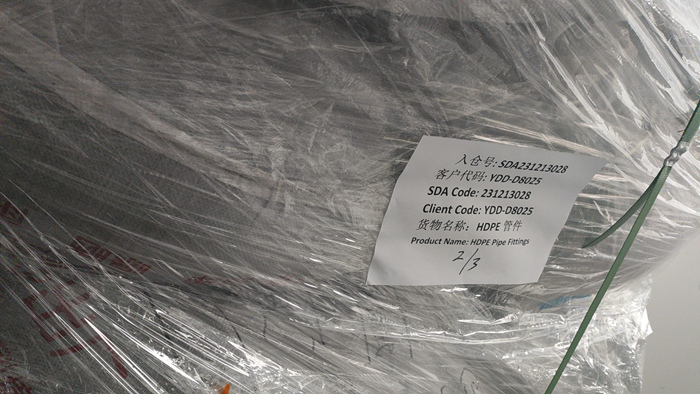 入仓号: SDA231213028
客户代码: YDD-D8025
SDA Code: 231213028
Client Code: YDD-D8025
货物名称: HDPE 管件
Product Name: HDPE Pipe Fittings
2/3